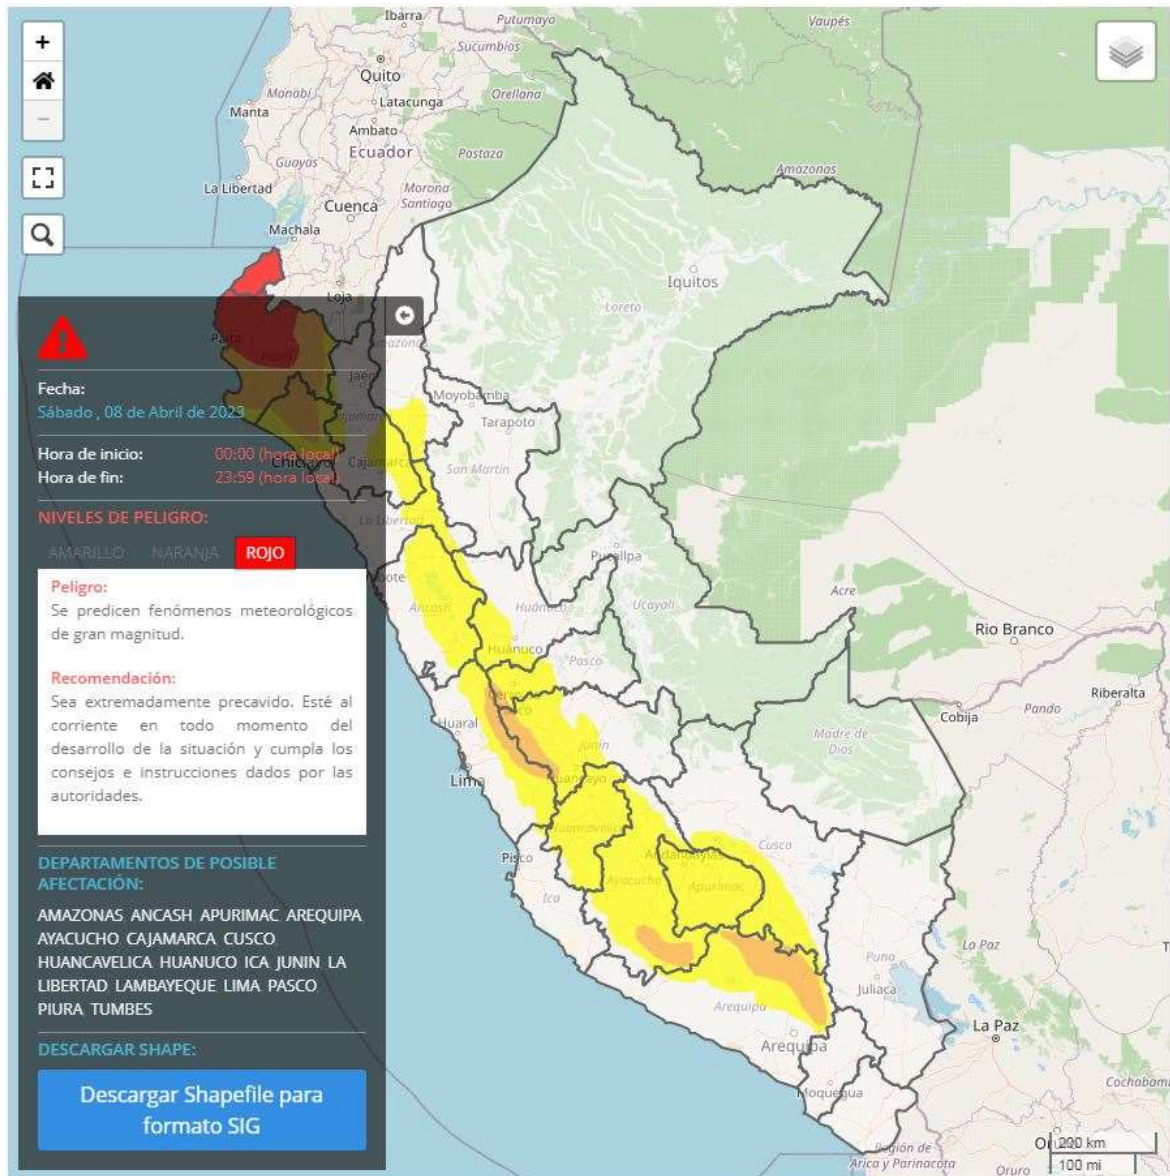 +
−
Ibarra
Putumayo
Vaupés
Sucumbíos
Quito
Orellana
Manabí
Latacunga
Manta
Ambato
Ecuador
Pastaza
Guayas
Amazonas
La Libertad
Morona
Santiago
Cuenca
Machala
Loja
Iquitos
Loreto
Paita
Piura
Amazonas
Jaén
Moyobamba
Tarapoto
Cajamarca
San Martín
Chiclayo
La Libertad
Pucallpa
Ancash
Huánuco
Ucayali
Acre
Rio Branco
Huánuco
Pasco
Riberalta
Pando
Cobija
Huaral
Junín
Madre de
Dios
Lima
Huancayo
Huancavelica
Pisco
Andahuaylas
Cusco
Ica
Ayacucho
Apurímac
La Paz
Puno
Juliaca
Arequipa
La Paz
Arequipa
Moquegua
Cochabam
Región de
Arica y Parinacota
Oruro
200 km
100 mi
Fecha:
Sábado , 08 de Abril de 2023
Hora de inicio: 00:00 (hora local)
Hora de fin: 23:59 (hora local)
NIVELES DE PELIGRO:
AMARILLO NARANJA ROJO
Peligro:
Se predicen fenómenos meteorológicos
de gran magnitud.
Recomendación:
Sea extremadamente precavido. Esté al
corriente en todo momento del
desarrollo de la situación y cumpla los
consejos e instrucciones dados por las
autoridades.
DEPARTAMENTOS DE POSIBLE
AFECTACIÓN:
AMAZONAS ANCASH APURIMAC AREQUIPA
AYACUCHO CAJAMARCA CUSCO
HUANCAVELICA HUANUCO ICA JUNIN LA
LIBERTAD LAMBAYEQUE LIMA PASCO
PIURA TUMBES
DESCARGAR SHAPE:
Descargar Shapefile para
formato SIG